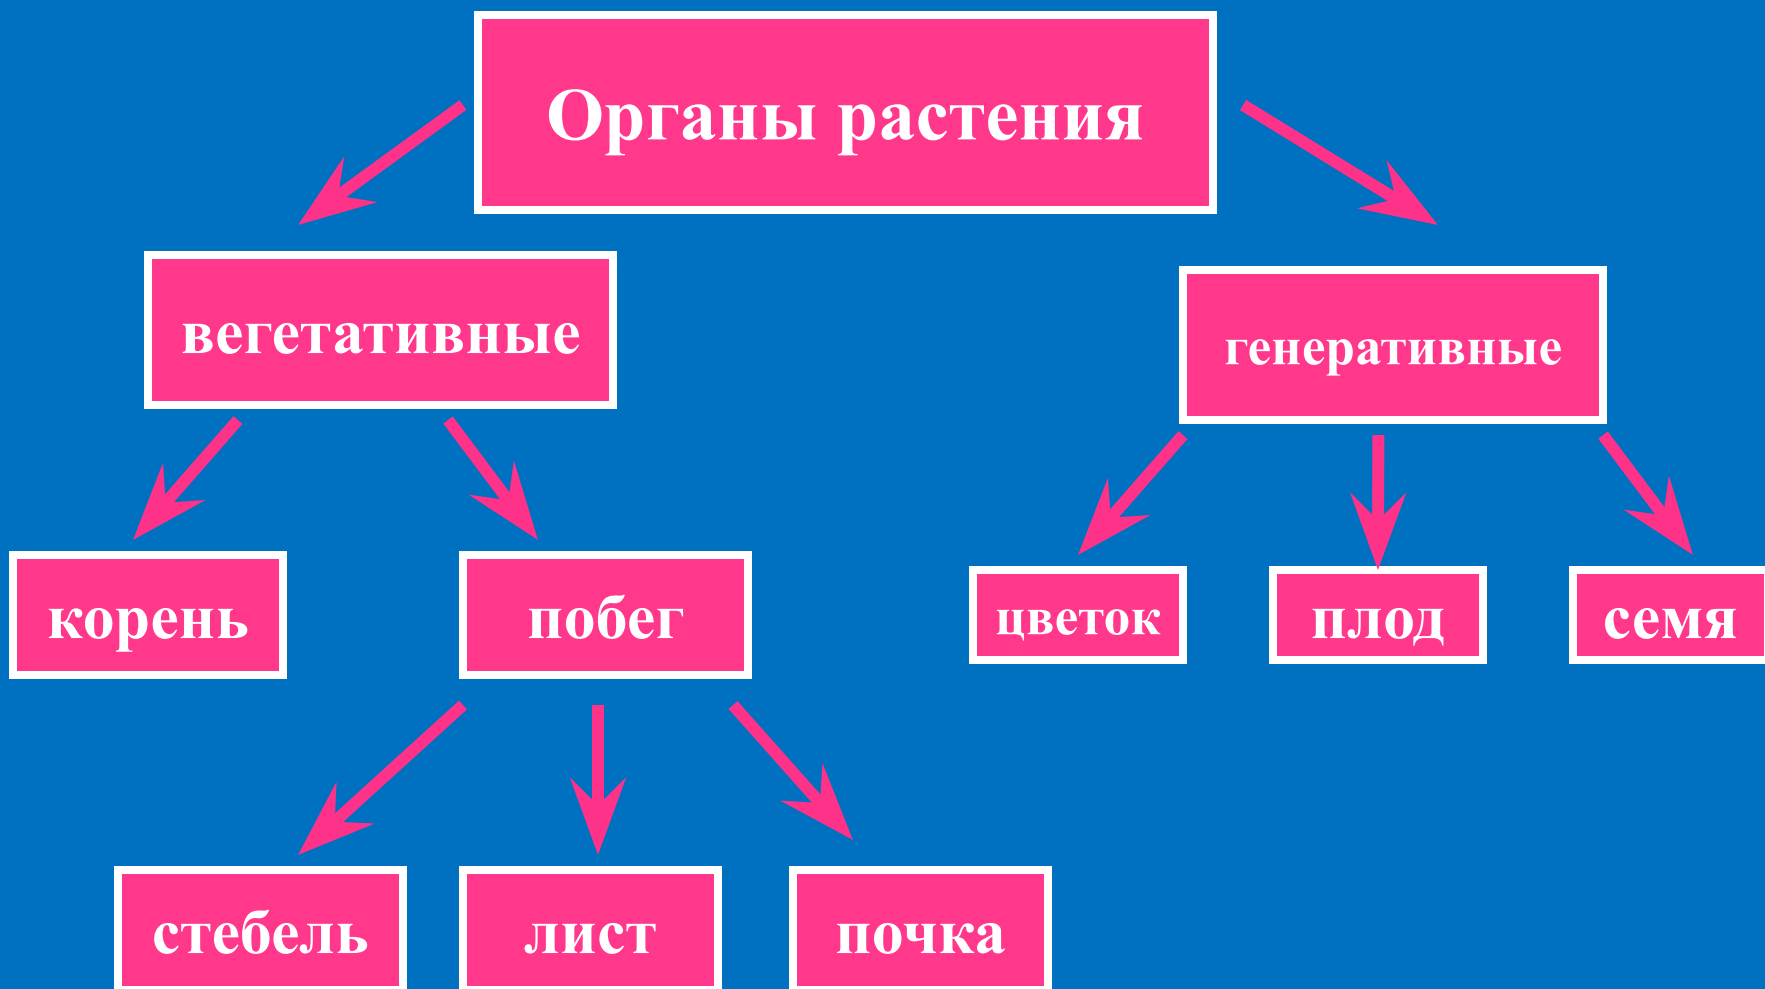 Органы растения
вегетативные
генеративные
корень
побег
цветок
плод
семя
стебель
лист
почка